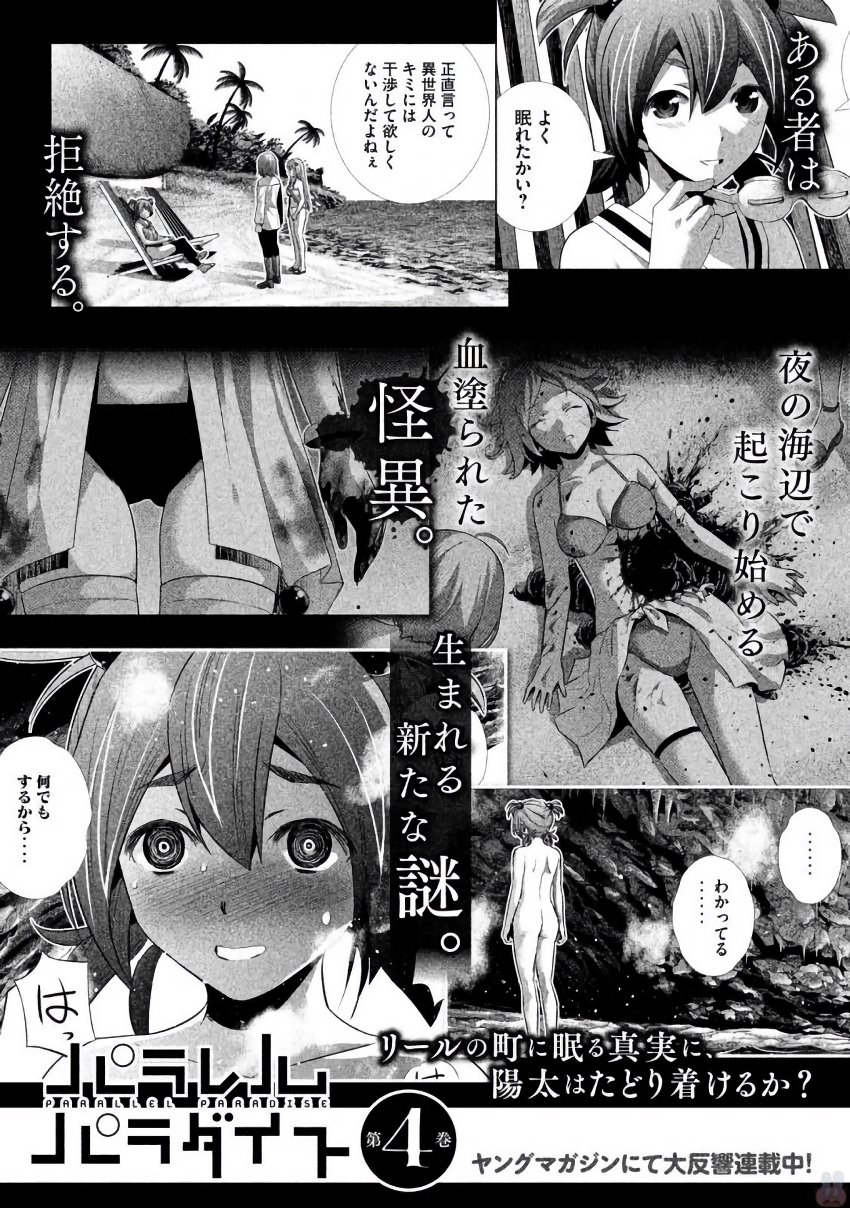 ある者は
よく
眠れたかい？
正直言って
異世界人の
キミには
干渉して欲しく
ないんだよねぇ
拒絶する。
夜の海辺で
起こり始める
血塗られた
怪異。
生まれる
新たな謎。
何でも
するから‥‥
はっ
は
‥‥‥
わかってる
‥‥‥
リールの町に眠る真実に、
陽太はたどり着けるか？
パラレル
PARALLEL PARADISE
パラダイス
第4巻
ヤングマガジンにて大反響連載中！